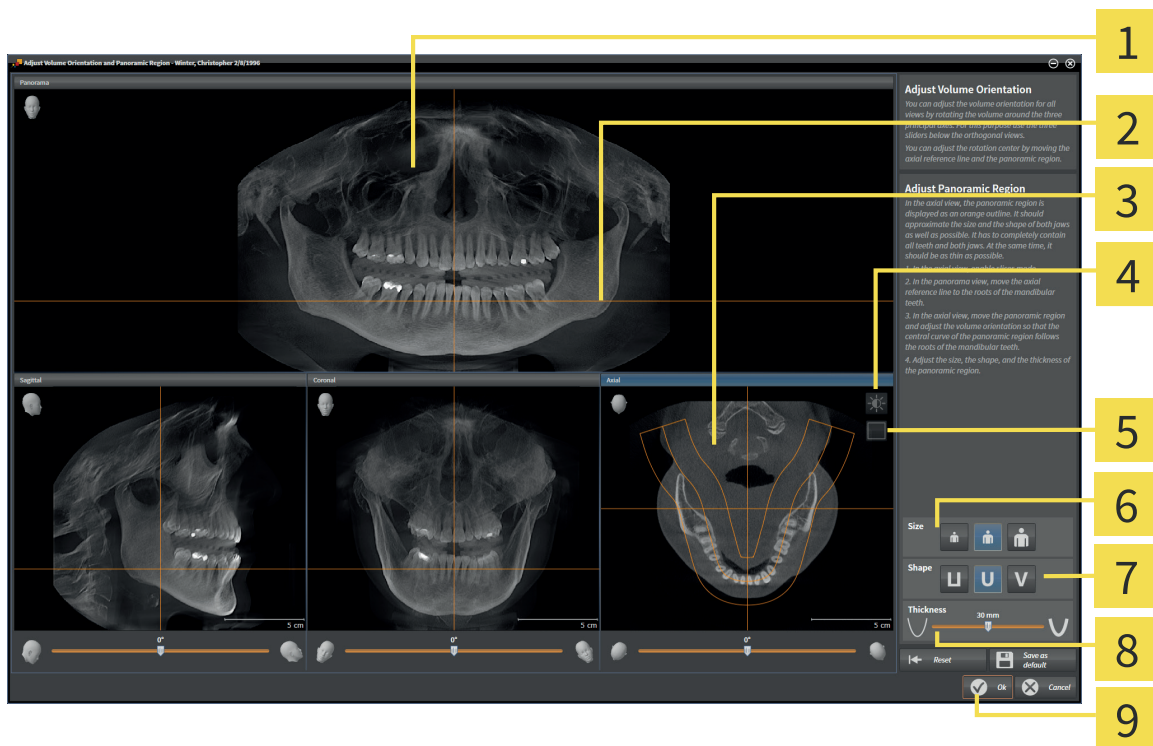 Adjust Volume Orientation and Panoramic Region - Winter, Christopher 2/8/1996
Panorama
Sagittal
Coronal
Axial
5 cm
5 cm
5 cm
0°
0°
0°
Adjust Volume Orientation
You can adjust the volume orientation for all
views by rotating the volume around the three
principal axes. For this purpose use the three
sliders below the orthogonal views.
You can adjust the rotation center by moving the
axial reference line and the panoramic region.
Adjust Panoramic Region
In the axial view, the panoramic region is
displayed as an orange outline. It should
approximate the size and the shape of both jaws
as well as possible. It has to completely contain
all teeth and both jaws. At the same time, it
should be as thin as possible.
1. In the axial view, enable slices mode.
2. In the panorama view, move the axial
reference line to the roots of the mandibular
teeth.
3. In the axial view, move the panoramic region
and adjust the volume orientation so that the
central curve of the panoramic region follows
the roots of the mandibular teeth.
4. Adjust the size, the shape, and the thickness of
the panoramic region.
Size
Shape
Thickness
30 mm
Reset
Save as
default
Ok
Cancel
1
2
3
4
5
6
7
8
9